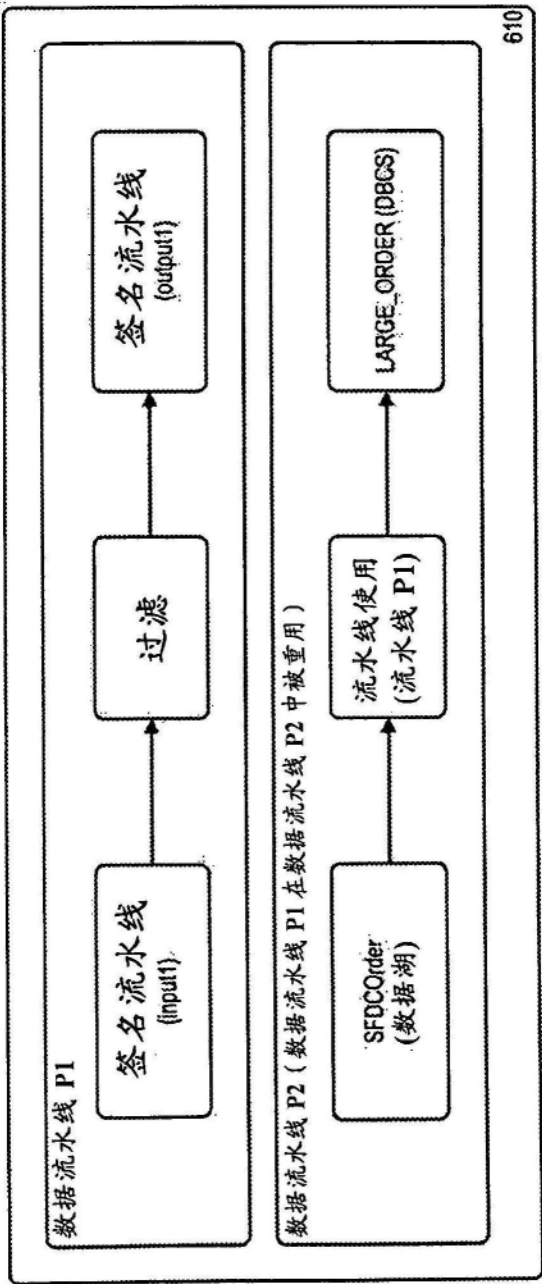 数据流水线 P1
签名流水线
(input1)
过滤
签名流水线
(output1)
数据流水线 P2（数据流水线 P1 在数据流水线 P2 中被重用）
SFDCOrder
(数据湖)
流水线使用
(流水线 P1)
LARGE_ORDER (DBCS)
610